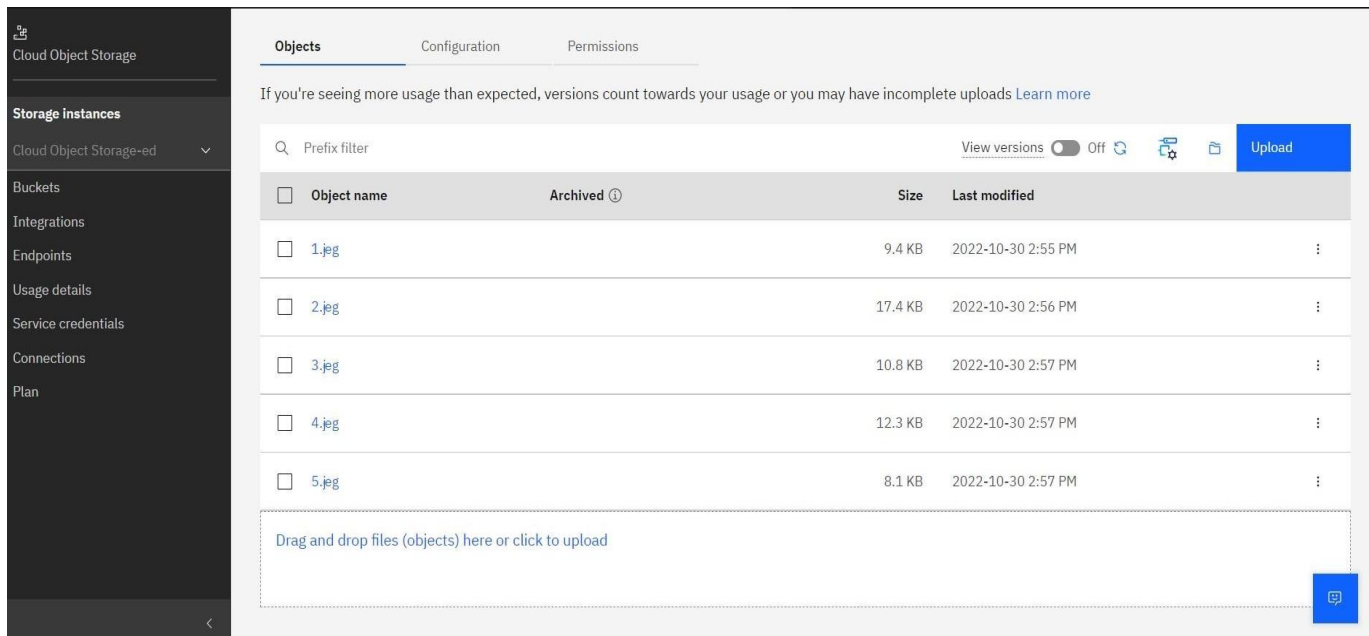 Cloud Object Storage
Storage instances
Cloud Object Storage-ed
Buckets
Integrations
Endpoints
Usage details
Service credentials
Connections
Plan
Objects Configuration Permissions
If you're seeing more usage than expected, versions count towards your usage or you may have incomplete uploads Learn more
Prefix filter View versions Off Upload
Object name Archived Size Last modified
1.jeg 9.4 KB 2022-10-30 2:55 PM
2.jeg 17.4 KB 2022-10-30 2:56 PM
3.jeg 10.8 KB 2022-10-30 2:57 PM
4.jeg 12.3 KB 2022-10-30 2:57 PM
5.jeg 8.1 KB 2022-10-30 2:57 PM
Drag and drop files (objects) here or click to upload